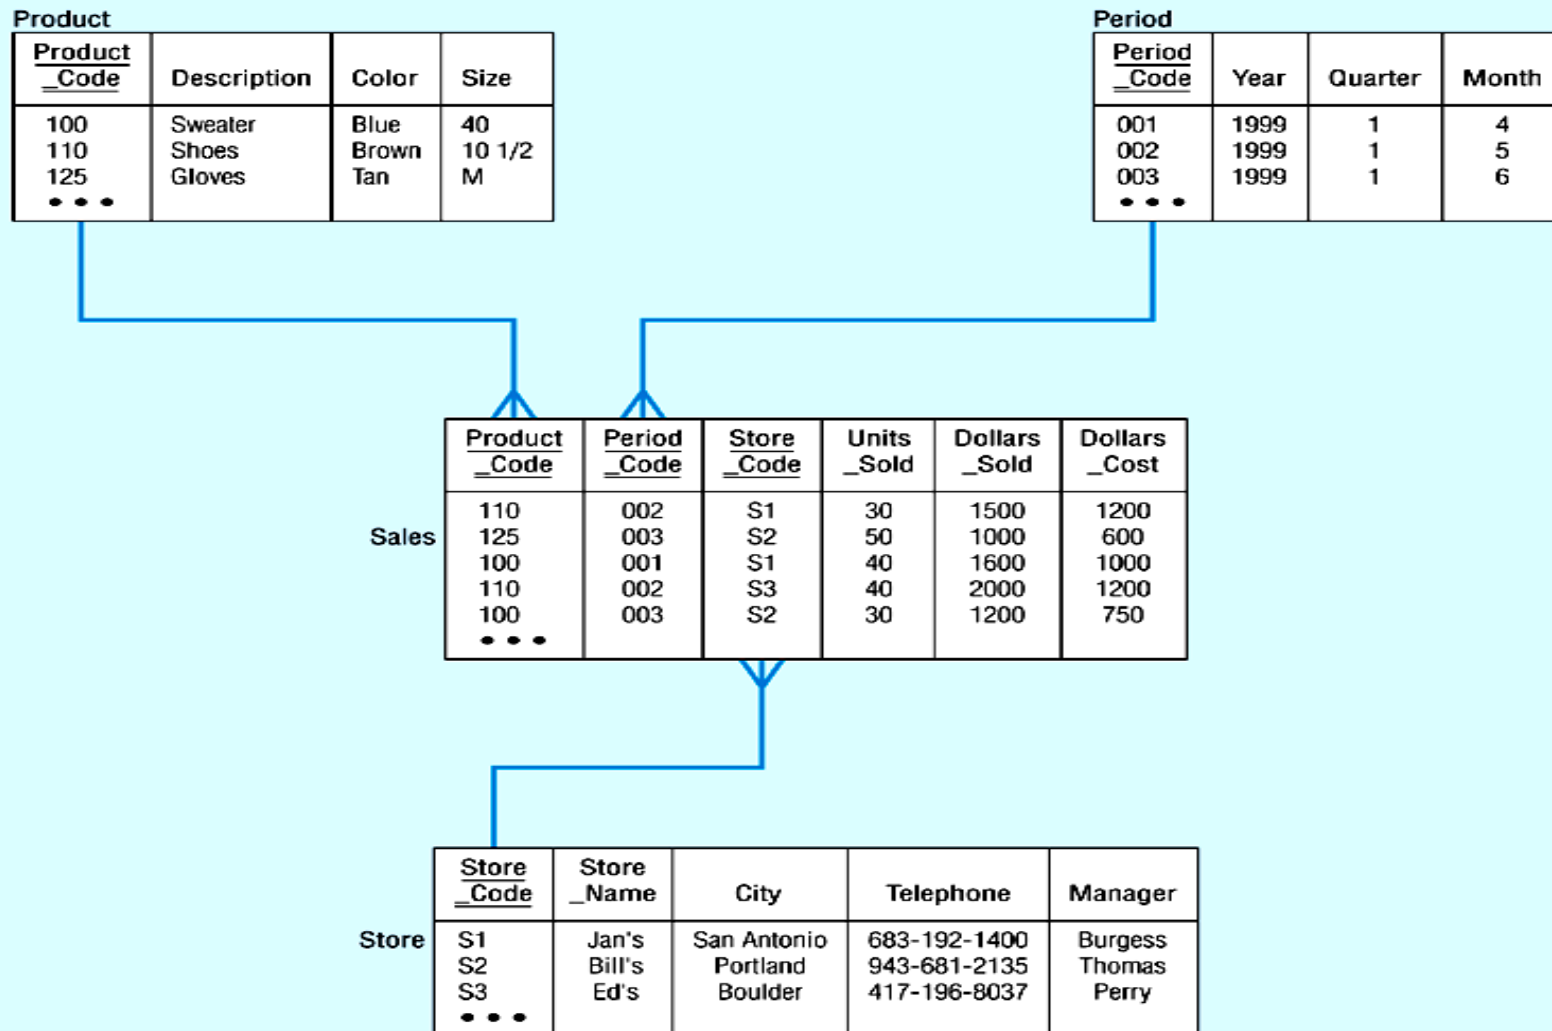 Product
Product
_Code Description Color Size
100 Sweater Blue 40
110 Shoes Brown 10 1/2
125 Gloves Tan M
• • •
Period
Period
_Code Year Quarter Month
001 1999 1 4
002 1999 1 5
003 1999 1 6
• • •
Sales
Product Period Store Units Dollars Dollars
_Code _Code _Code _Sold _Sold _Cost
110 002 S1 30 1500 1200
125 003 S2 50 1000 600
100 001 S1 40 1600 1000
110 002 S3 40 2000 1200
100 003 S2 30 1200 750
• • •
Store
Store Store
_Code _Name City Telephone Manager
S1 Jan's San Antonio 683-192-1400 Burgess
S2 Bill's Portland 943-681-2135 Thomas
S3 Ed's Boulder 417-196-8037 Perry
• • •